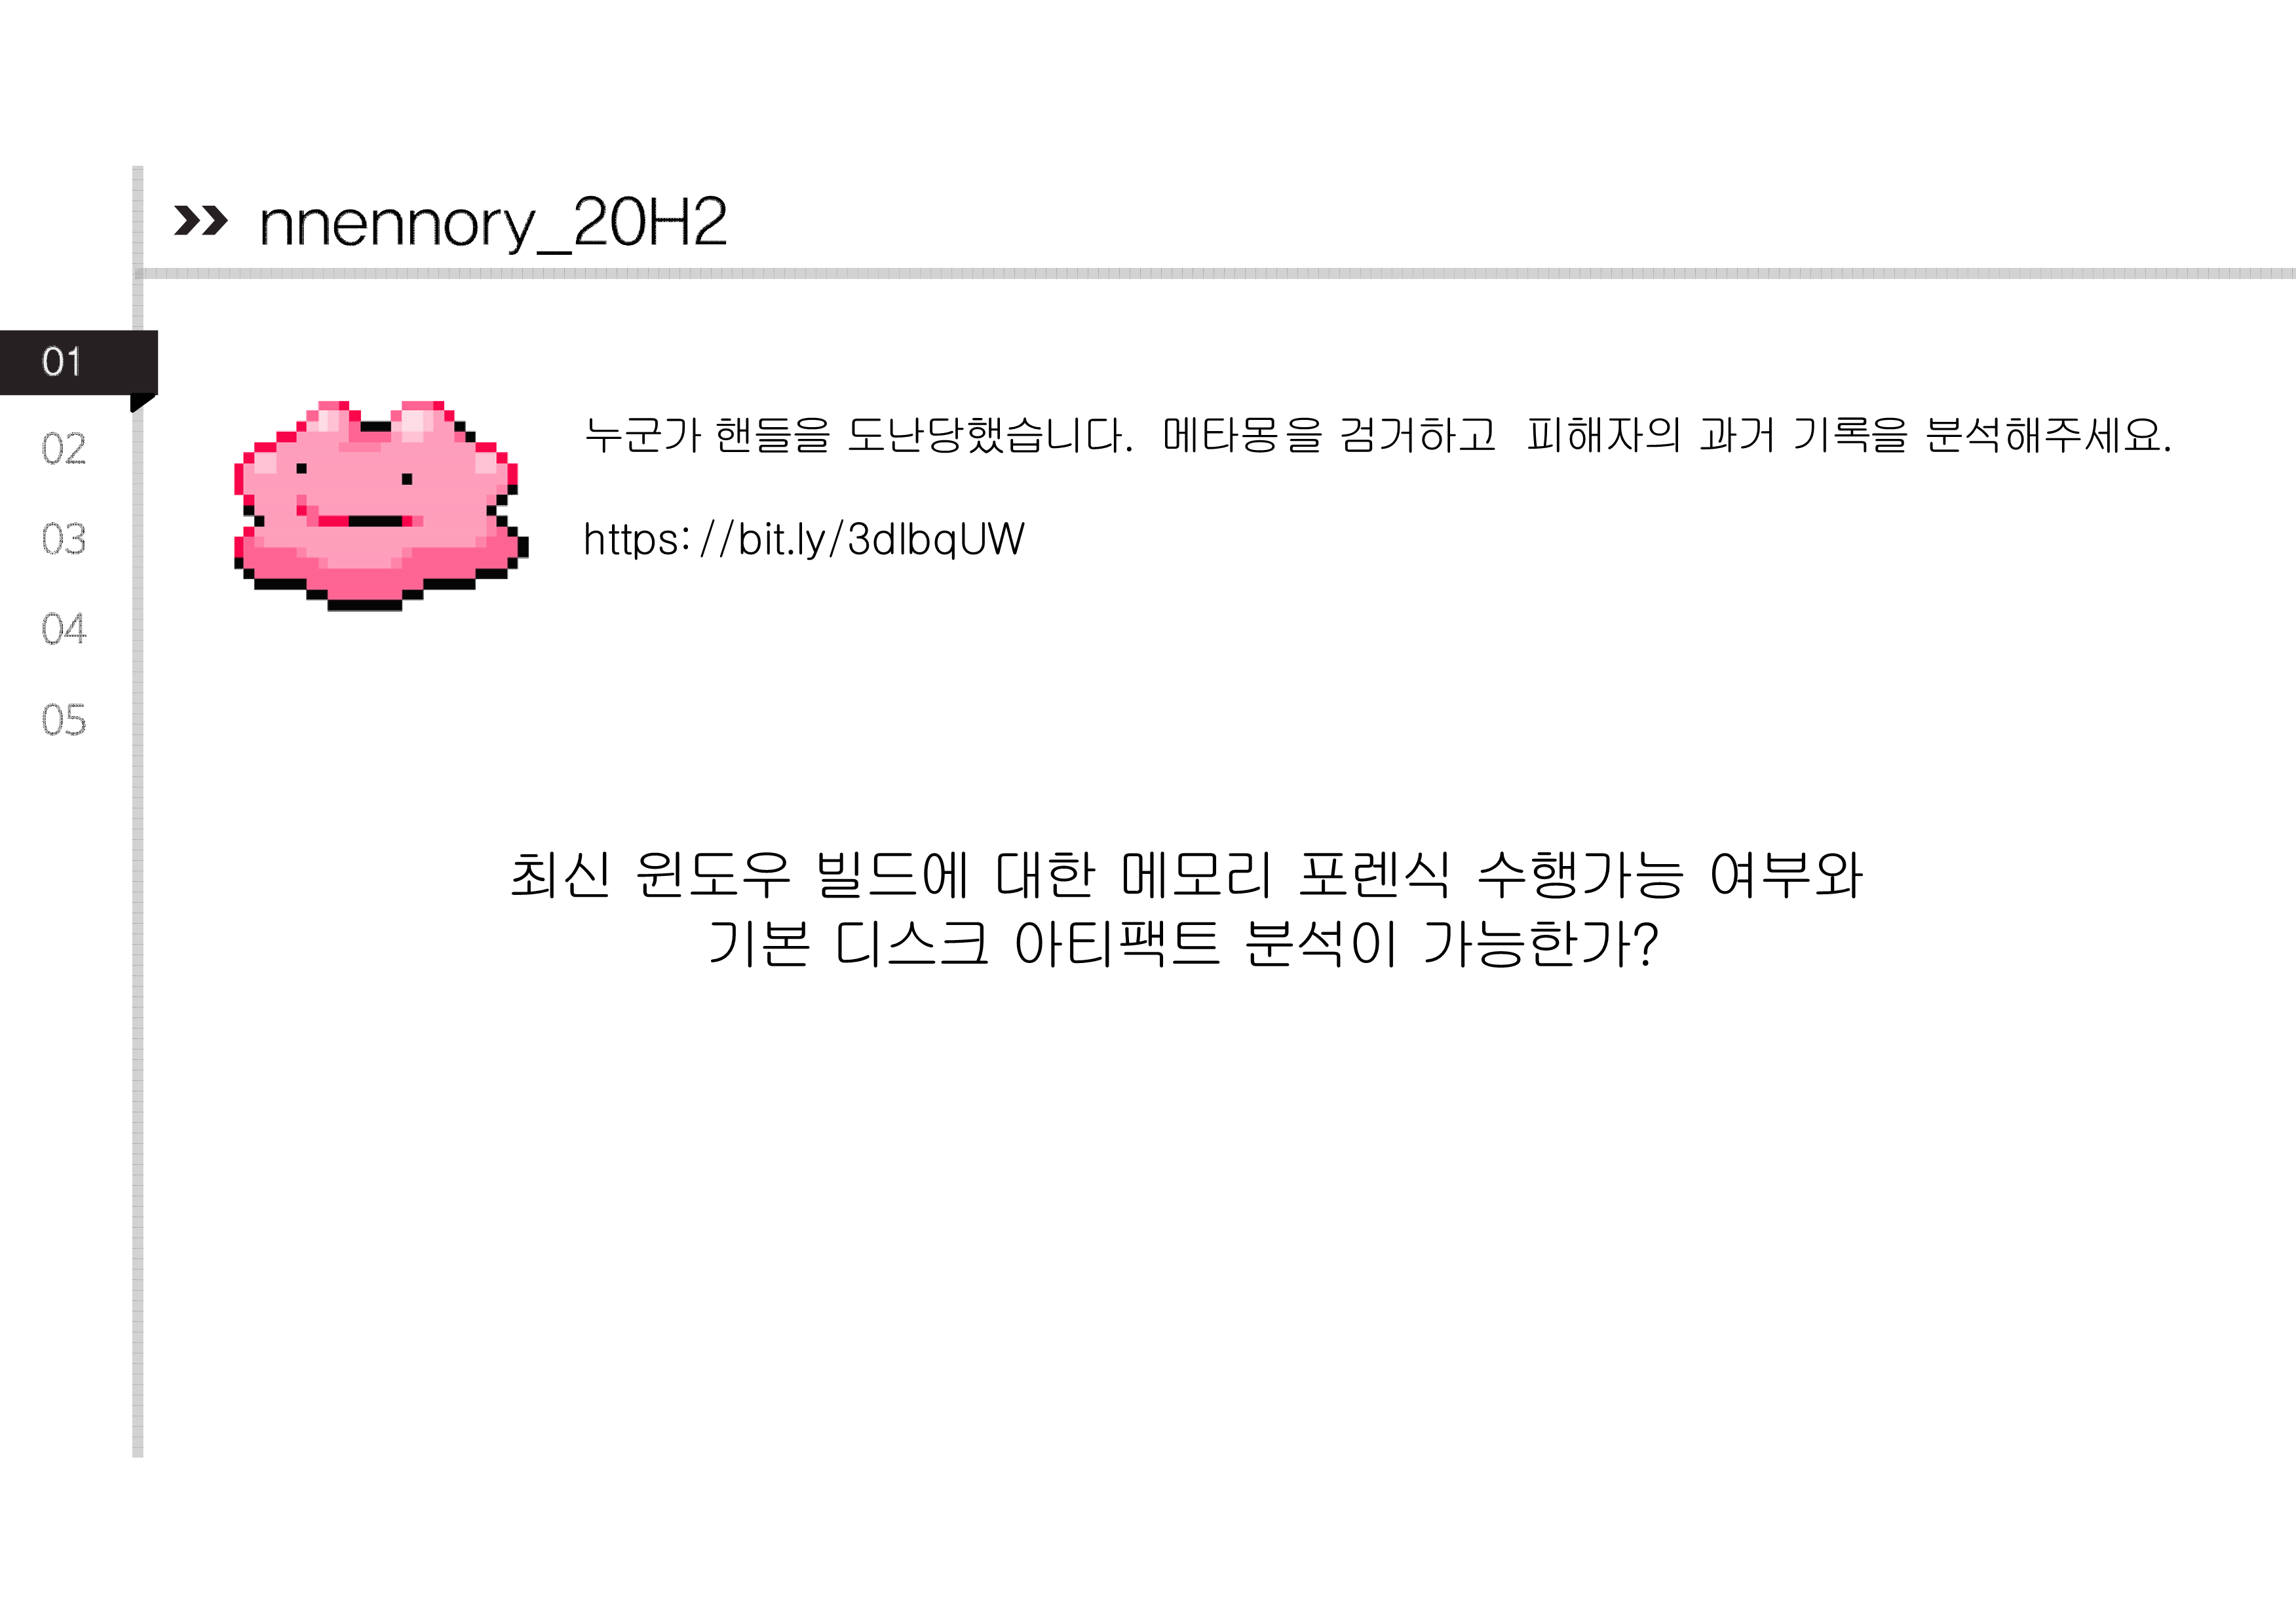 nnennory_20H2
01
02
03
04
05
누군가 핸들을 도난당했습니다. 메타몽을 검거하고 피해자의 과거 기록을 분석해주세요.
https://bit.ly/3dlbqUW
최신 윈도우 빌드에 대한 메모리 포렌식 수행가능 여부와
기본 디스크 아티팩트 분석이 가능한가?